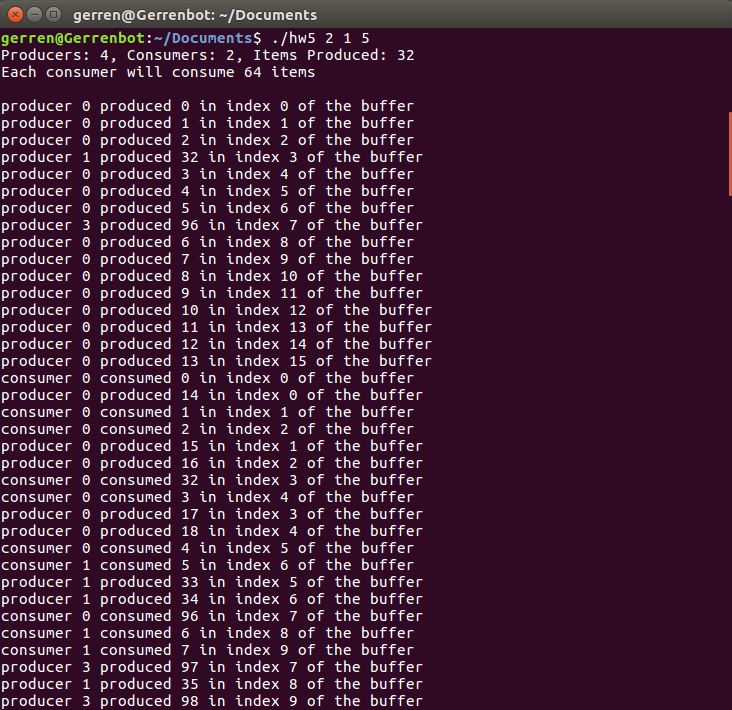 gerren@Gerrenbot: ~/Documents
gerren@Gerrenbot:~/Documents$ ./hw5 2 1 5
Producers: 4, Consumers: 2, Items Produced: 32
Each consumer will consume 64 items
producer 0 produced 0 in index 0 of the buffer
producer 0 produced 1 in index 1 of the buffer
producer 0 produced 2 in index 2 of the buffer
producer 1 produced 32 in index 3 of the buffer
producer 0 produced 3 in index 4 of the buffer
producer 0 produced 4 in index 5 of the buffer
producer 0 produced 5 in index 6 of the buffer
producer 3 produced 96 in index 7 of the buffer
producer 0 produced 6 in index 8 of the buffer
producer 0 produced 7 in index 9 of the buffer
producer 0 produced 8 in index 10 of the buffer
producer 0 produced 9 in index 11 of the buffer
producer 0 produced 10 in index 12 of the buffer
producer 0 produced 11 in index 13 of the buffer
producer 0 produced 12 in index 14 of the buffer
producer 0 produced 13 in index 15 of the buffer
consumer 0 consumed 0 in index 0 of the buffer
producer 0 produced 14 in index 0 of the buffer
consumer 0 consumed 1 in index 1 of the buffer
consumer 0 consumed 2 in index 2 of the buffer
producer 0 produced 15 in index 1 of the buffer
producer 0 produced 16 in index 2 of the buffer
consumer 0 consumed 32 in index 3 of the buffer
consumer 0 consumed 3 in index 4 of the buffer
producer 0 produced 17 in index 3 of the buffer
producer 0 produced 18 in index 4 of the buffer
consumer 0 consumed 4 in index 5 of the buffer
consumer 1 consumed 5 in index 6 of the buffer
producer 1 produced 33 in index 5 of the buffer
producer 1 produced 34 in index 6 of the buffer
consumer 0 consumed 96 in index 7 of the buffer
consumer 1 consumed 6 in index 8 of the buffer
consumer 1 consumed 7 in index 9 of the buffer
producer 3 produced 97 in index 7 of the buffer
producer 1 produced 35 in index 8 of the buffer
producer 3 produced 98 in index 9 of the buffer